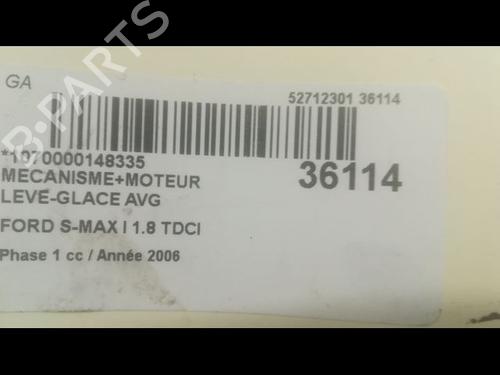 GA
52712301 36114
*1070000148335
MECANISME+MOTEUR
36114
LEVE-GLACE AVG
FORD S-MAX I 1.8 TDCI
Phase 1 cc / Année 2006
B-PARTS